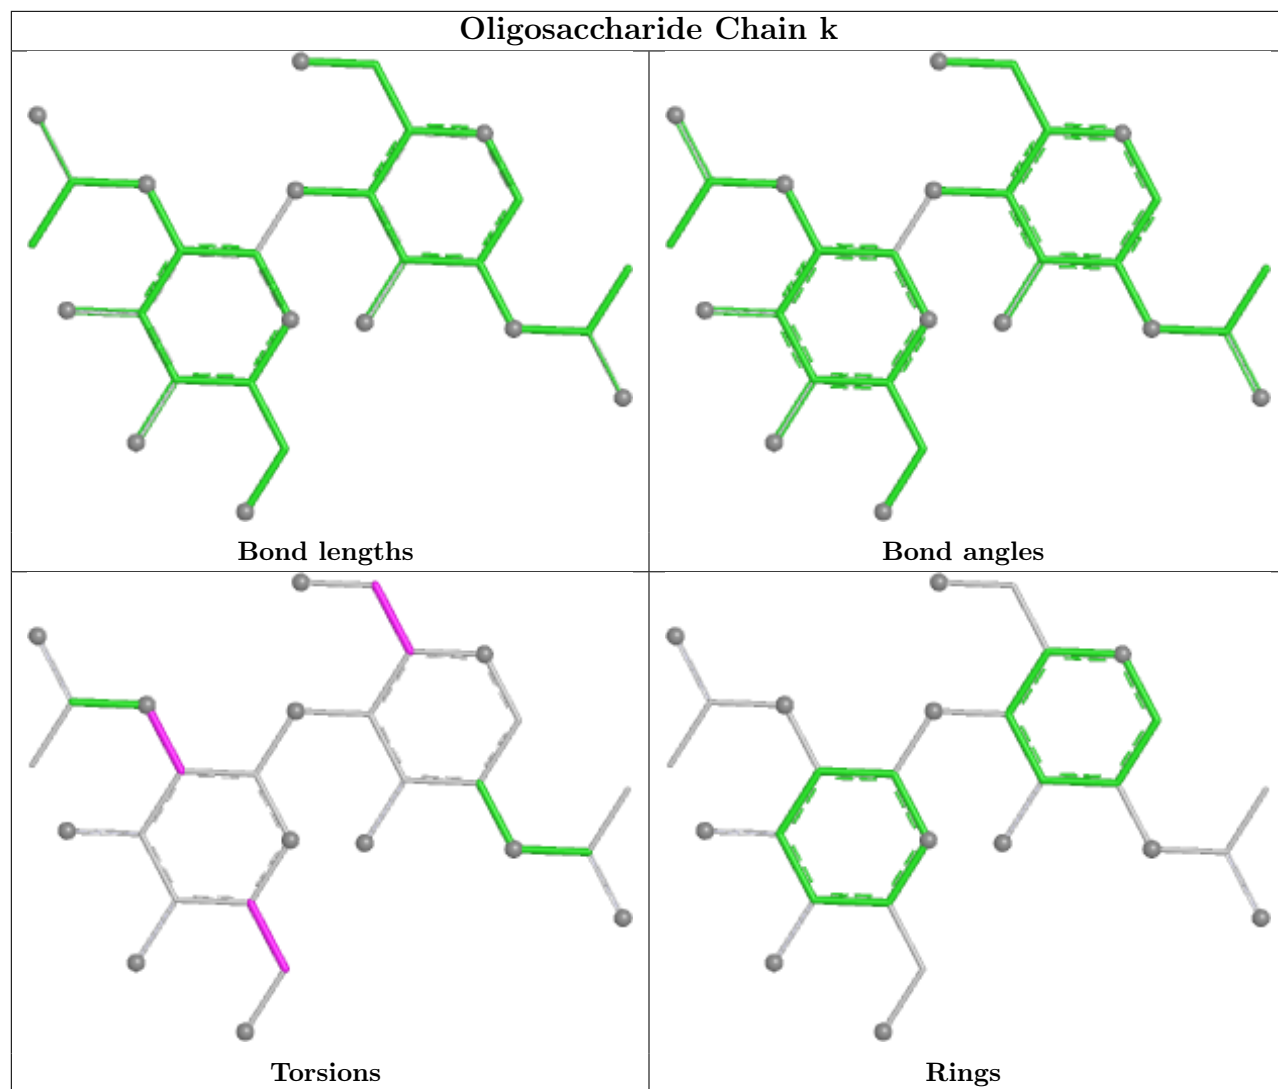 Oligosaccharide Chain k
Bond lengths
Bond angles
Torsions
Rings